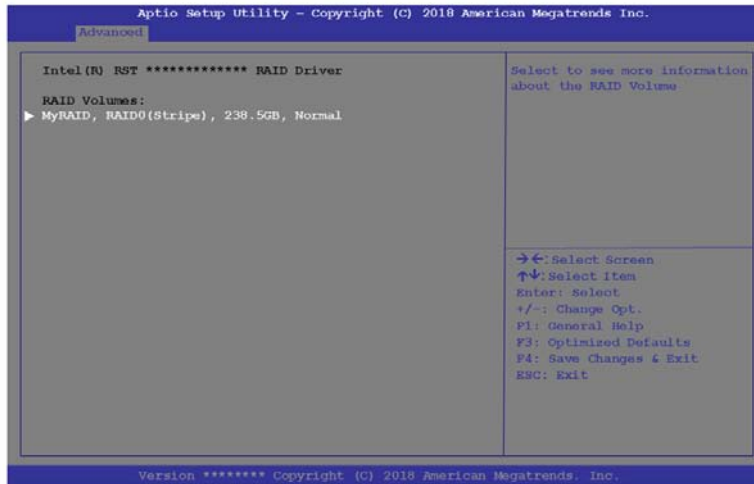 Aptio Setup Utility – Copyright (C) 2018 American Megatrends Inc.
Advanced
Intel(R) RST ************* RAID Driver
RAID Volumes:
▶ MyRAID, RAID0(Stripe), 238.5GB, Normal
Select to see more information
about the RAID Volume
→←:Select Screen
↑↓:Select Item
Enter: Select
+/-: Change Opt.
F1: General Help
F3: Optimized Defaults
F4: Save Changes & Exit
ESC: Exit
Version ******** Copyright (C) 2018 American Megatrends. Inc.